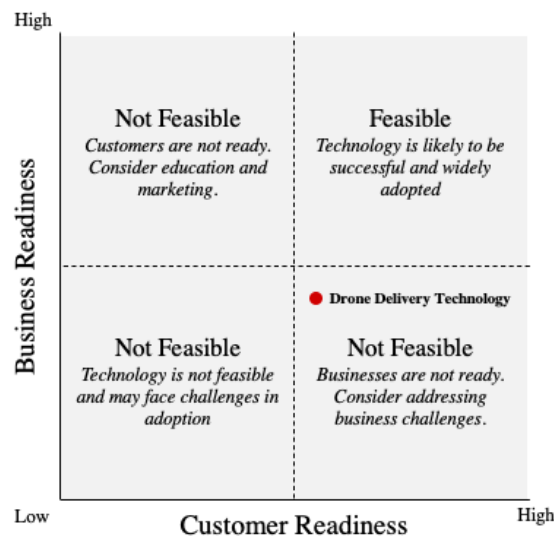 High
Not Feasible
Customers are not ready.
Consider education and
marketing.
Feasible
Technology is likely to be
successful and widely
adopted
Business Readiness
Drone Delivery Technology
Not Feasible
Technology is not feasible
and may face challenges in
adoption
Not Feasible
Businesses are not ready.
Consider addressing
business challenges.
Low
Customer Readiness
High